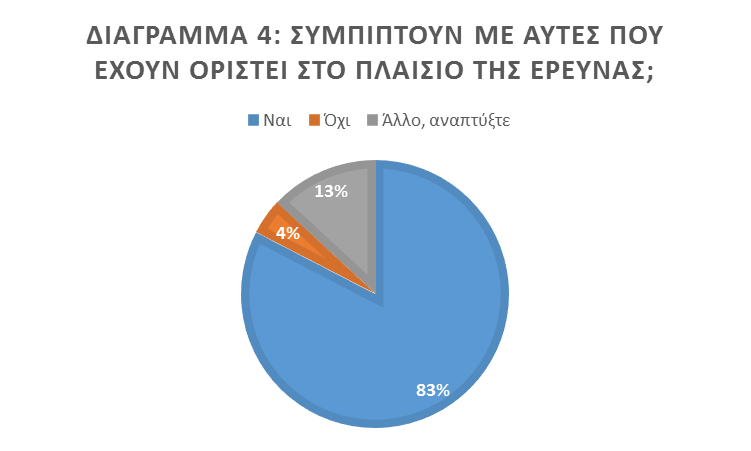 ΔΙΑΓΡΑΜΜΑ 4: ΣΥΜΠΙΠΤΟΥΝ ΜΕ ΑΥΤΕΣ ΠΟΥ
ΕΧΟΥΝ ΟΡΙΣΤΕΙ ΣΤΟ ΠΛΑΙΣΙΟ ΤΗΣ ΕΡΕΥΝΑΣ;
Ναι Όχι Άλλο, αναπτύξτε
13%
4%
83%